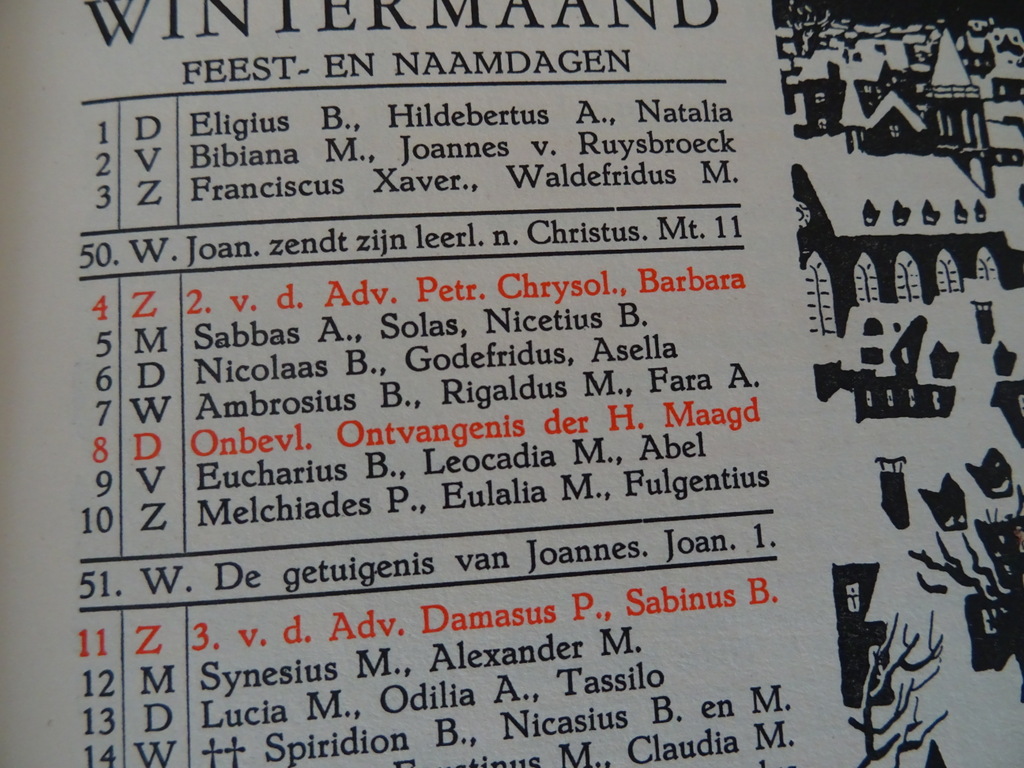 WINTERMAAND
FEEST- EN NAAMDAGEN
1 D Eligius B., Hildebertus A., Natalia
2 V Bibiana M., Joannes v. Ruysbroeck
3 Z Franciscus Xaver., Waldefridus M.
50. W. Joan. zendt zijn leerl. n. Christus. Mt. 11
4 Z 2. v. d. Adv. Petr. Chrysol., Barbara
5 M Sabbas A., Solas, Nicetius B.
6 D Nicolaas B., Godefridus, Asella
7 W Ambrosius B., Rigaldus M., Fara A.
8 D Onbevl. Ontvangenis der H. Maagd
9 V Eucharius B., Leocadia M., Abel
10 Z Melchiades P., Eulalia M., Fulgentius
51. W. De getuigenis van Joannes. Joan. 1.
11 Z 3. v. d. Adv. Damasus P., Sabinus B.
12 M Synesius M., Alexander M.
13 D Lucia M., Odilia A., Tassilo
14 W †† Spiridion B., Nicasius B. en M.
M., Claudia M.